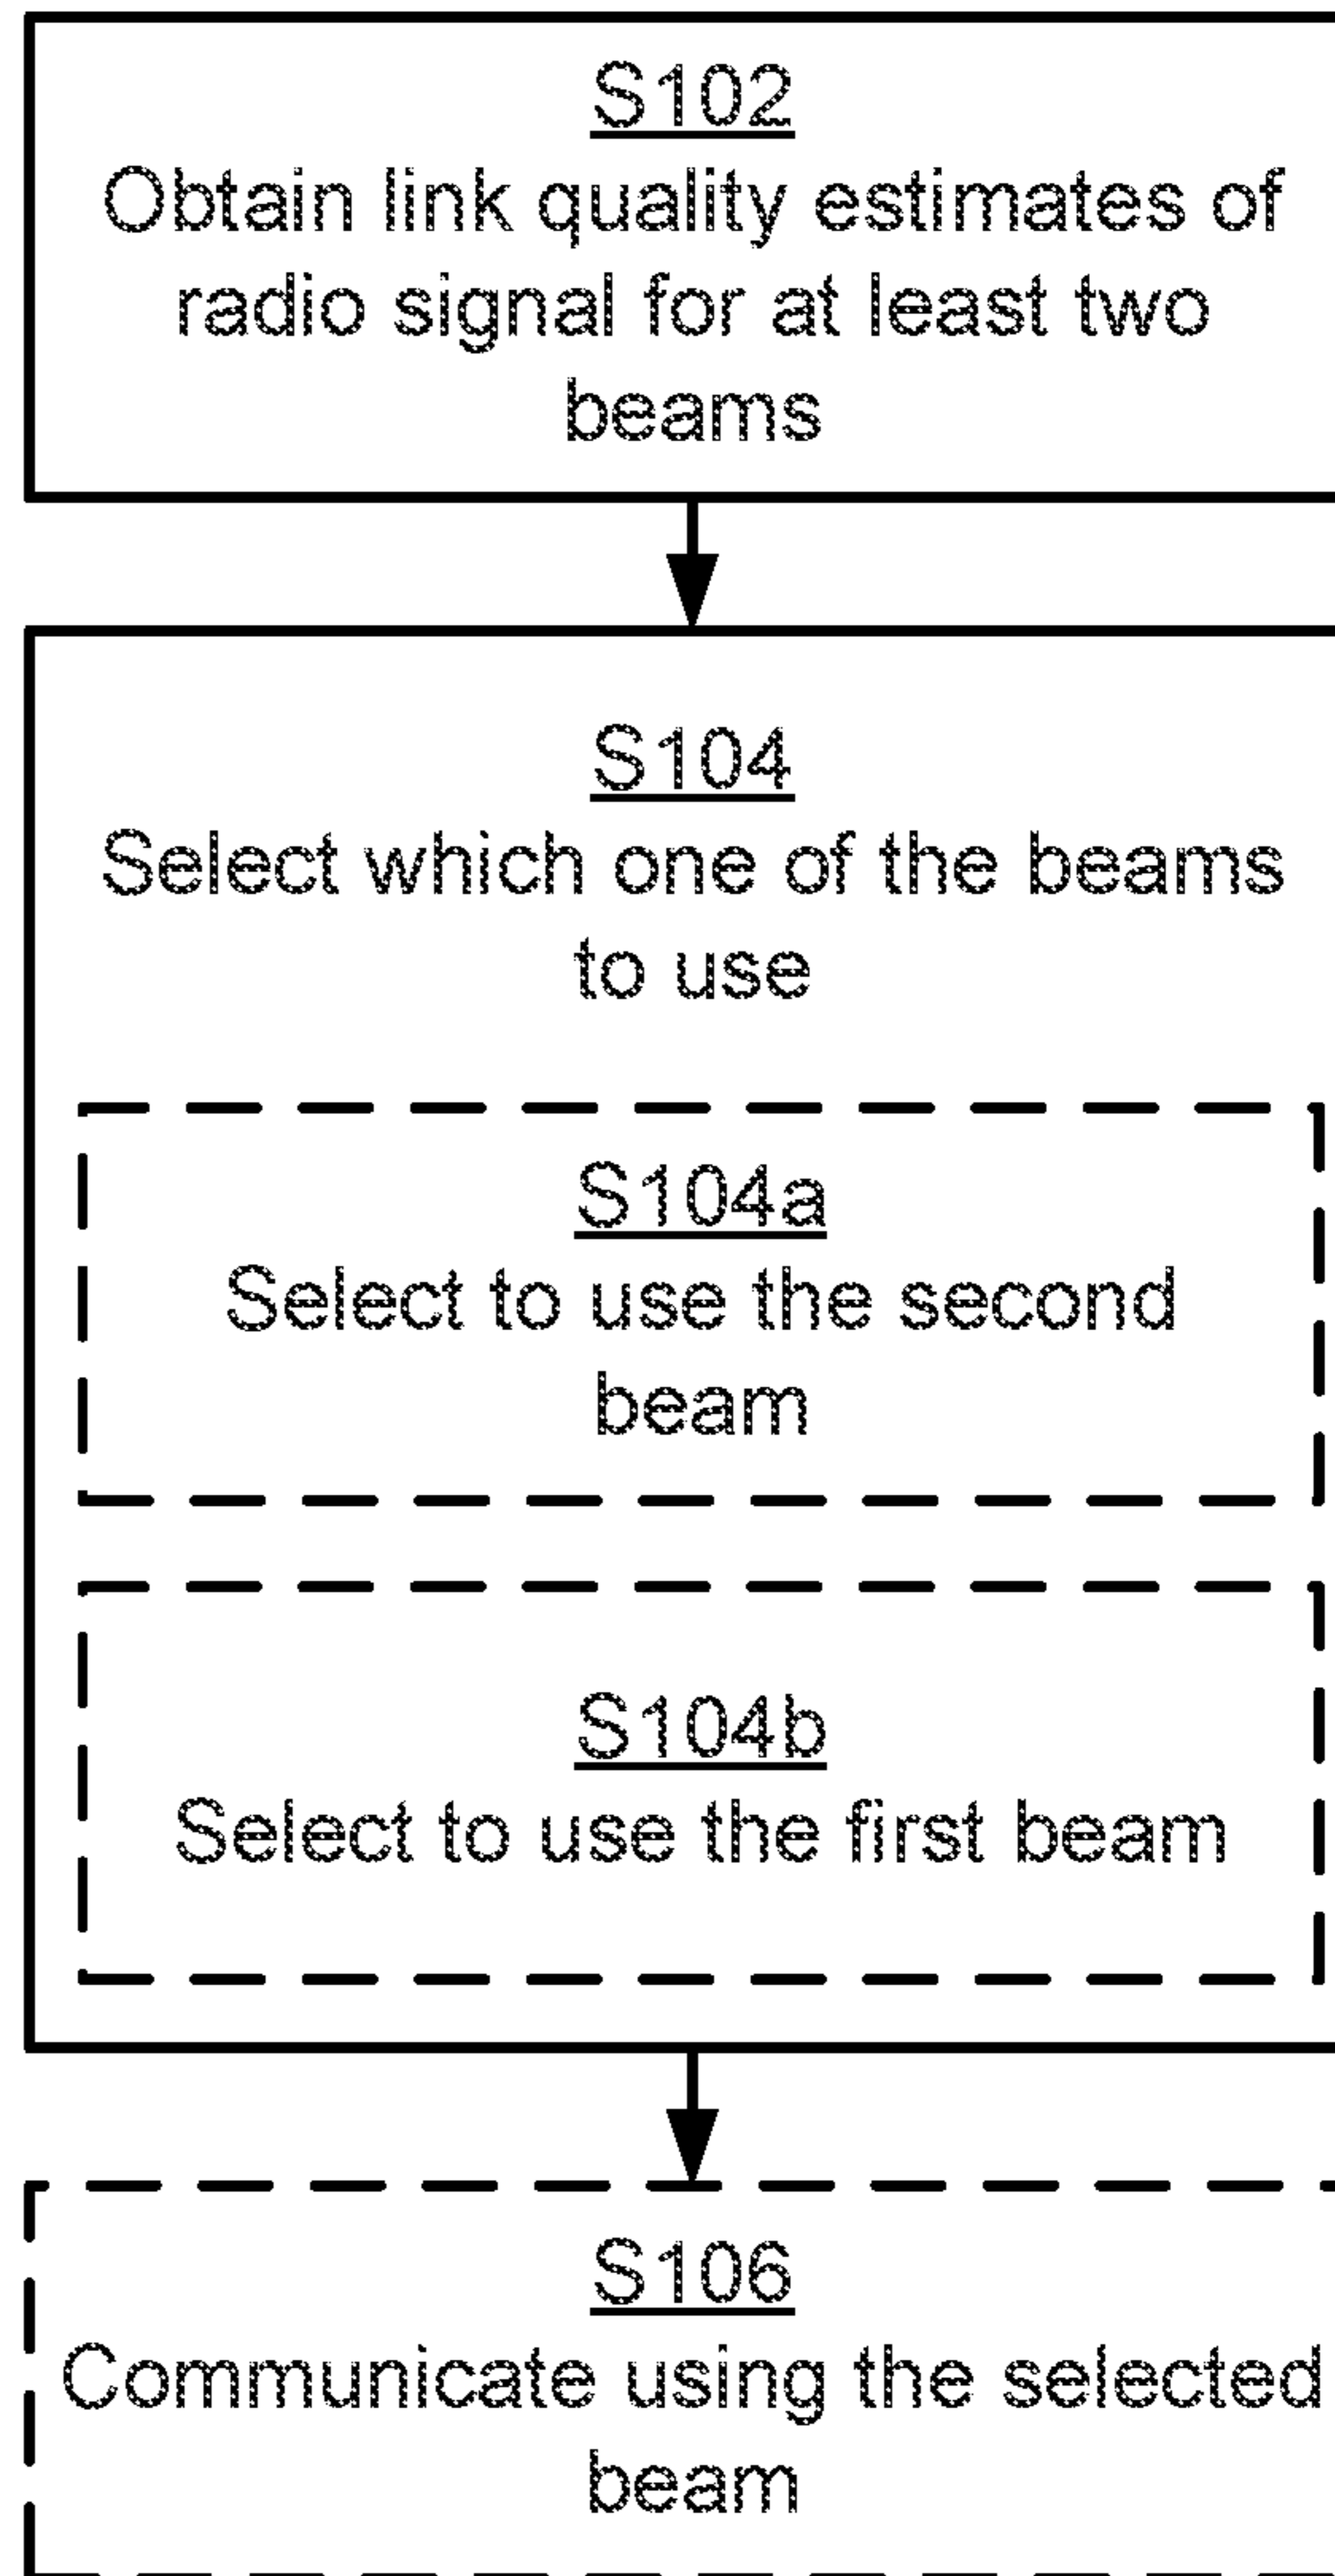 S102
Obtain link quality estimates of
radio signal for at least two
beams
S104
Select which one of the beams
to use
S104a
Select to use the second
beam
S104b
Select to use the first beam
S106
Communicate using the selected
beam